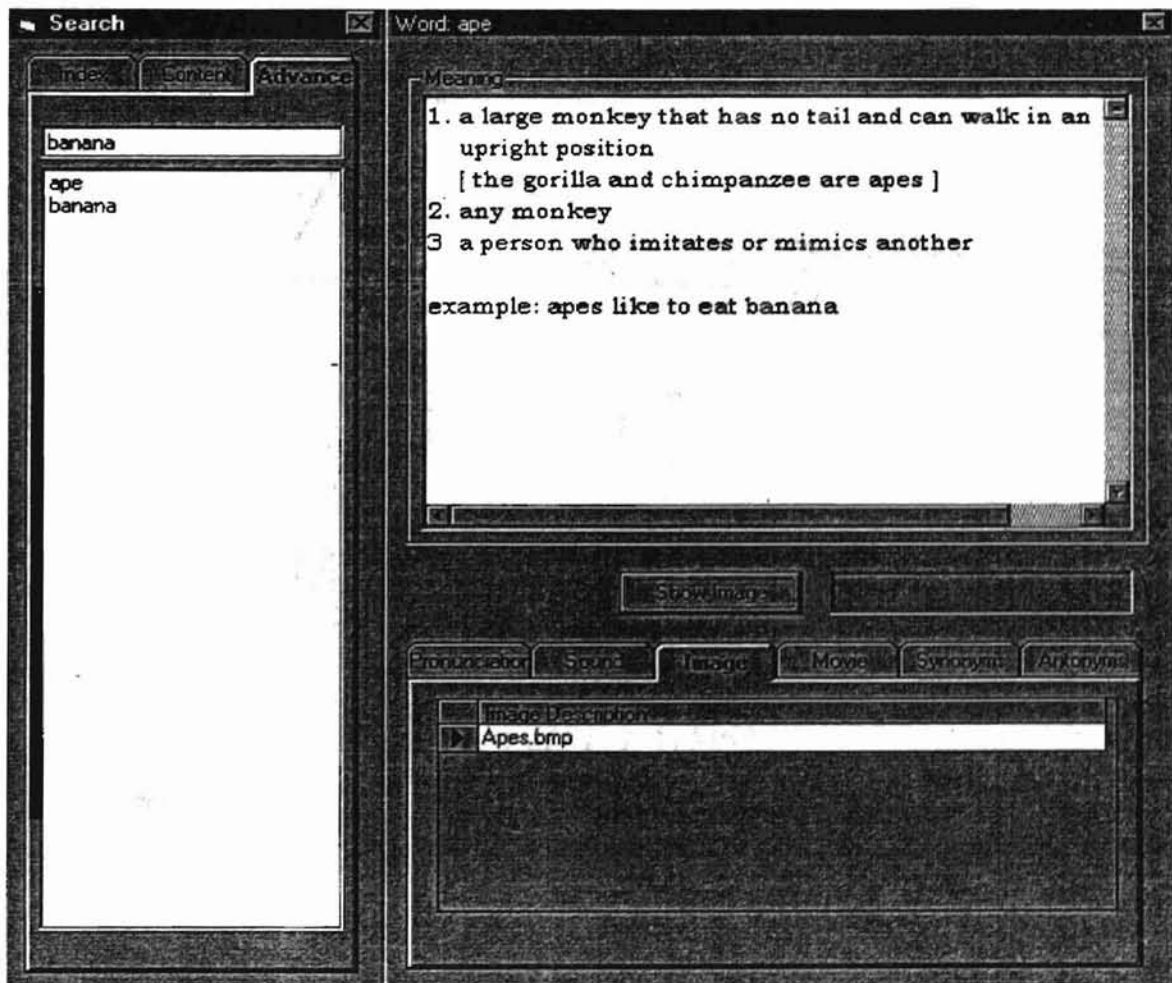 Search
Index Content Advance
banana
ape
banana
Word: ape
Meaning
1. a large monkey that has no tail and can walk in an
upright position
[ the gorilla and chimpanzee are apes ]
2. any monkey
3 a person who imitates or mimics another
example: apes like to eat banana
Show Image
Pronunciation Sound Image Movie Synonyms Antonyms
Image Description
Apes.bmp